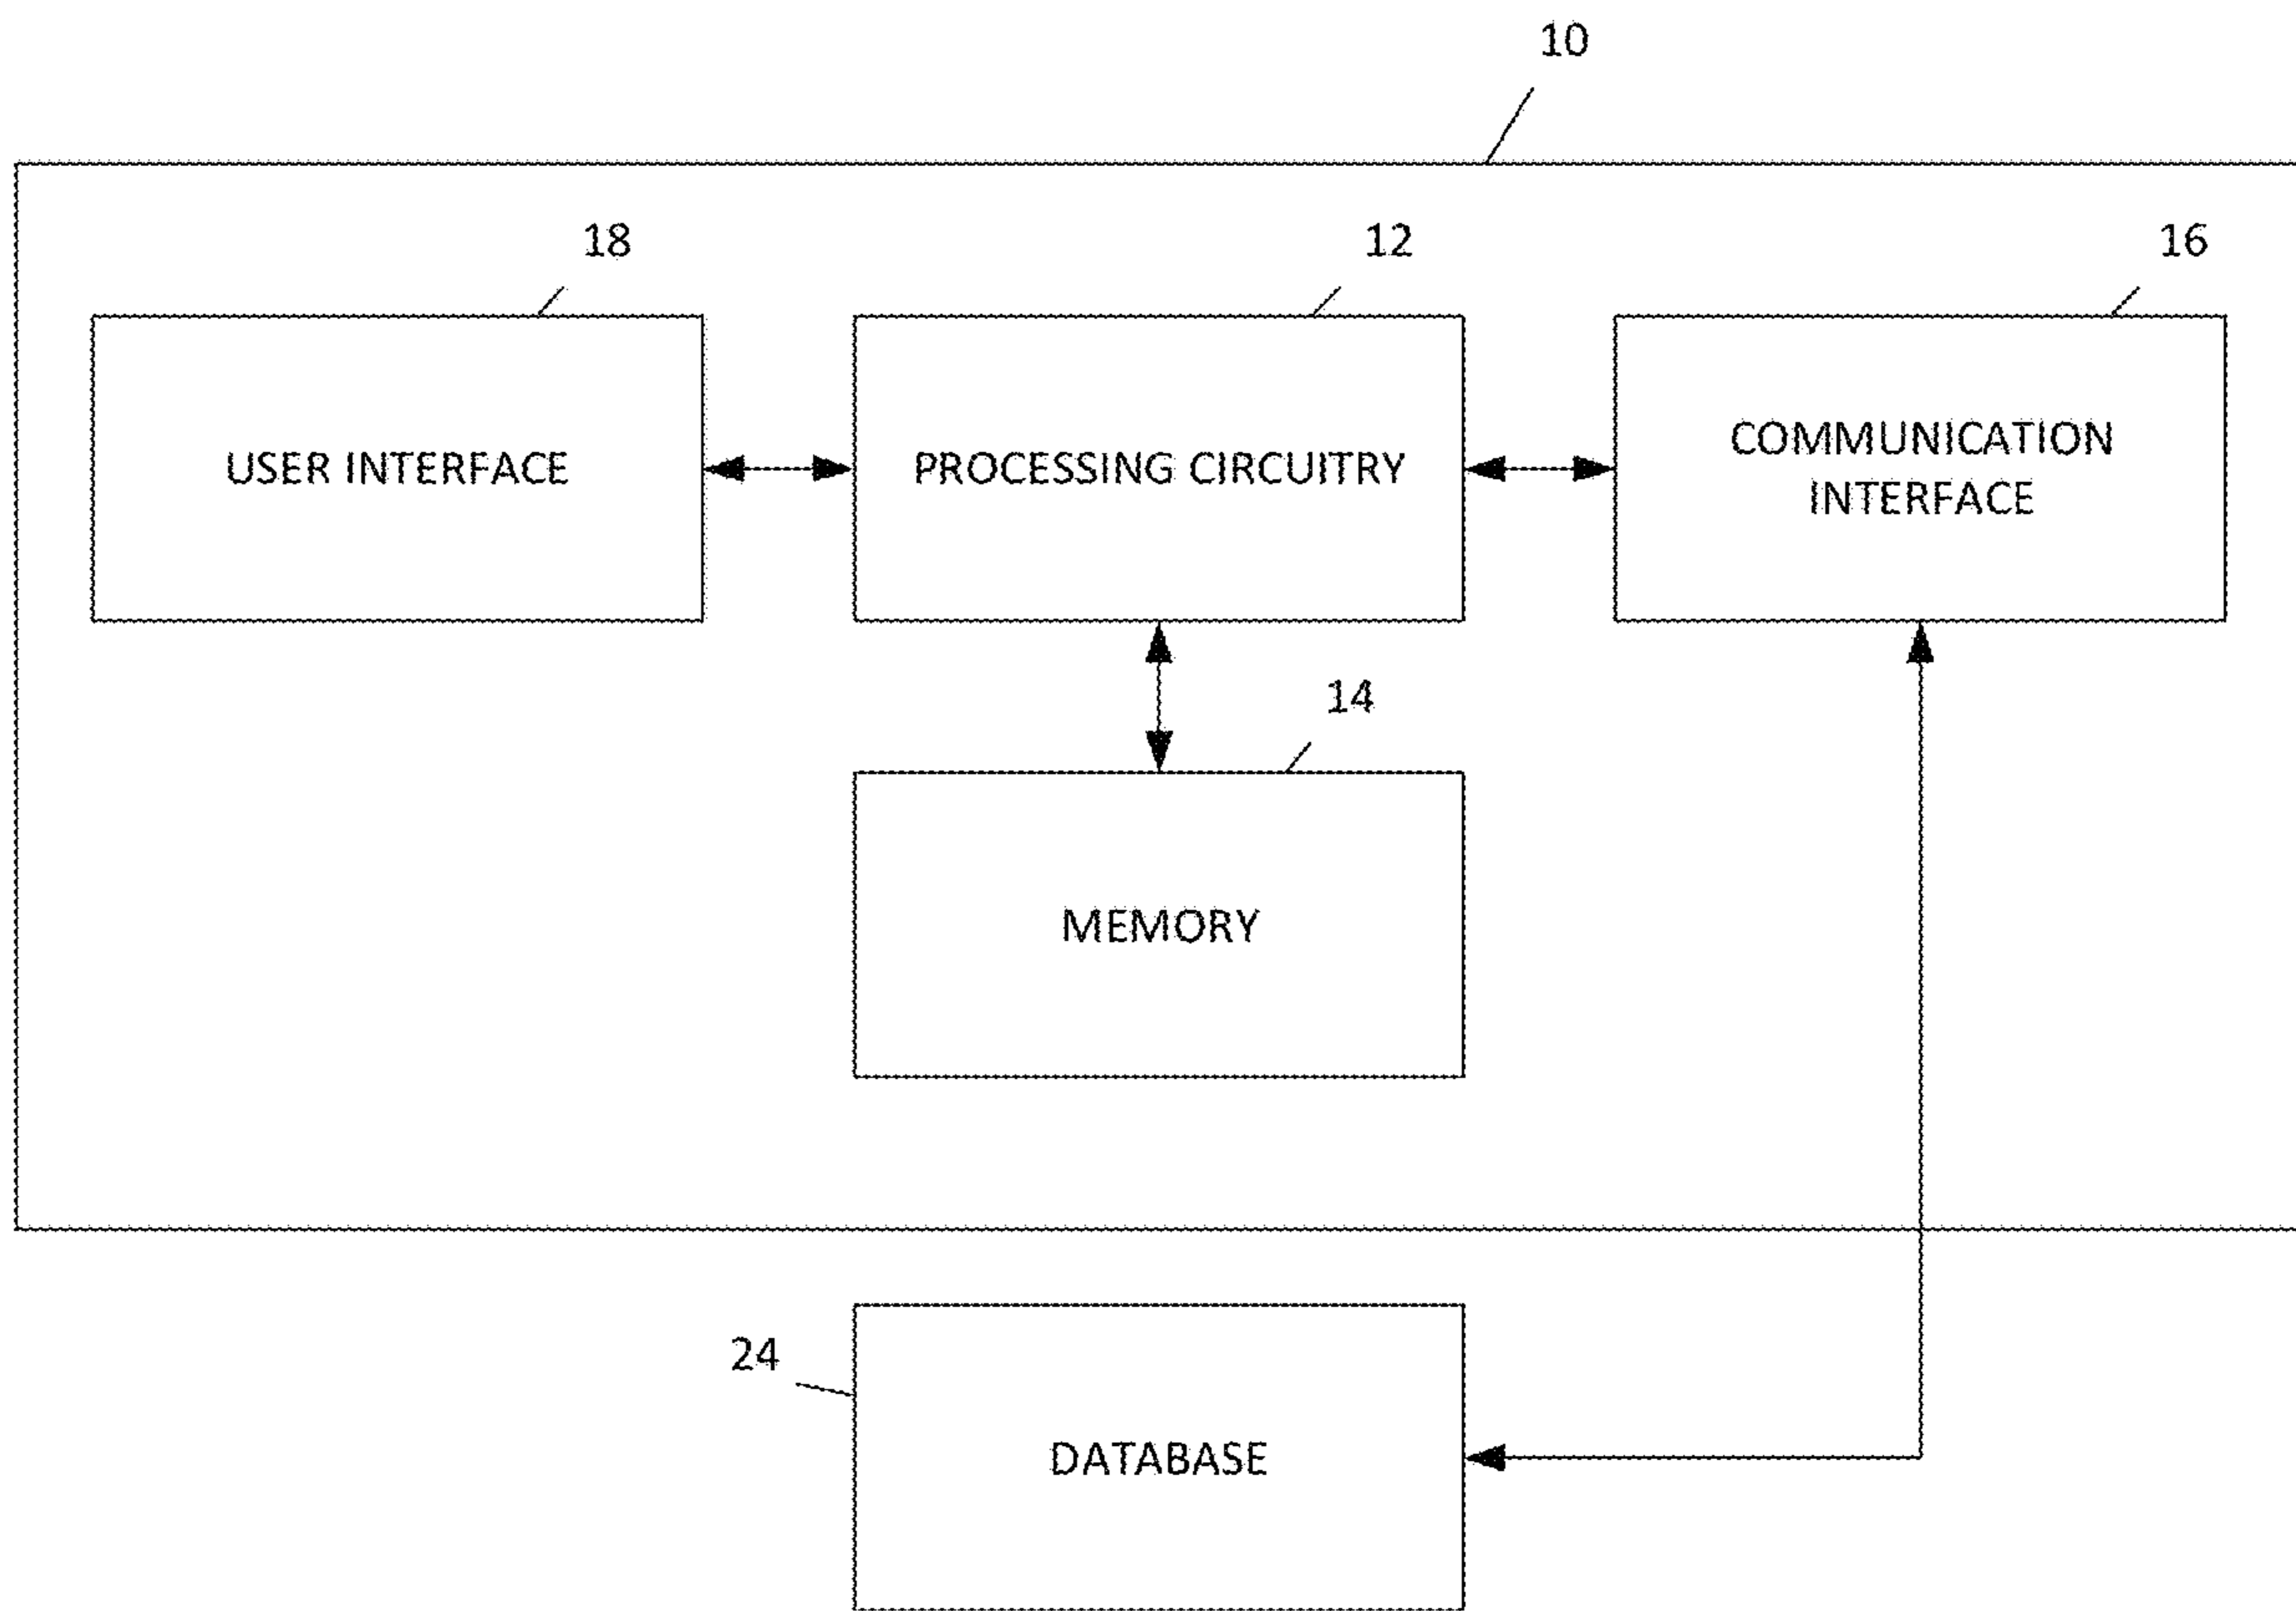 10
18
12
16
USER INTERFACE
PROCESSING CIRCUITRY
COMMUNICATION
INTERFACE
14
MEMORY
24
DATABASE